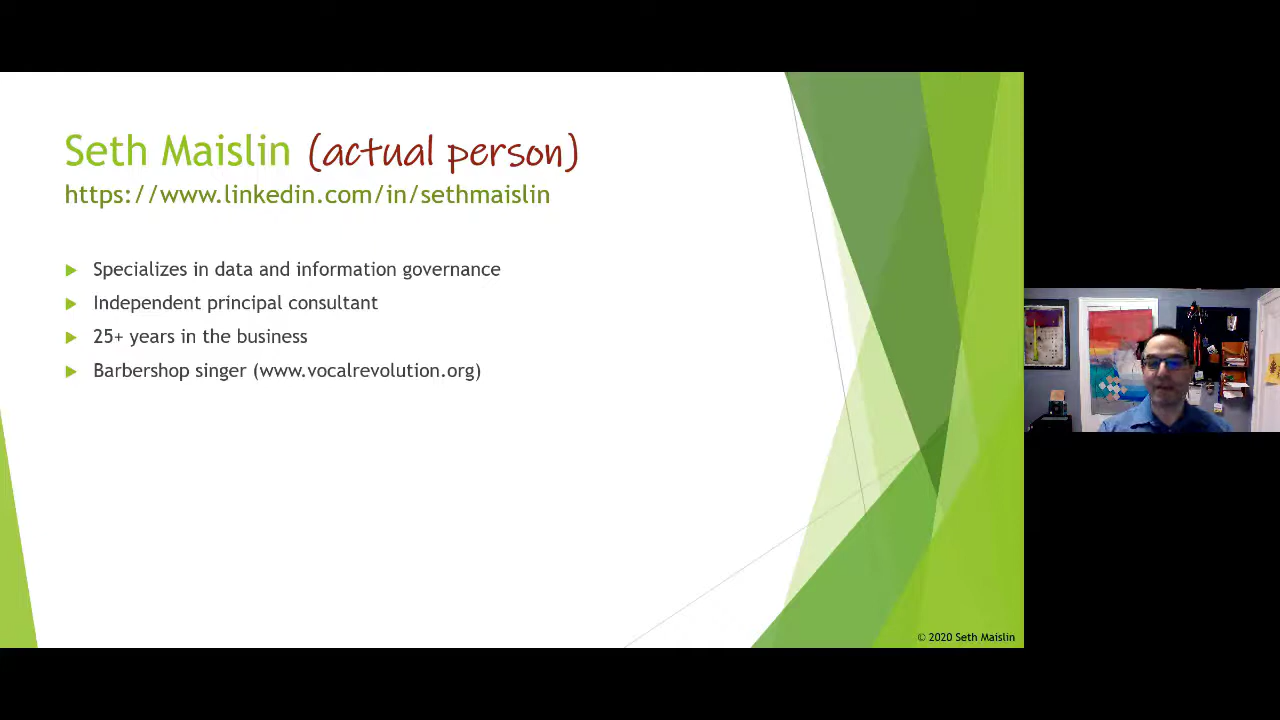 Seth Maislin (actual person)
https://www.linkedin.com/in/sethmaislin
Specializes in data and information governance
Independent principal consultant
25+ years in the business
Barbershop singer (www.vocalrevolution.org)
© 2020 Seth Maislin